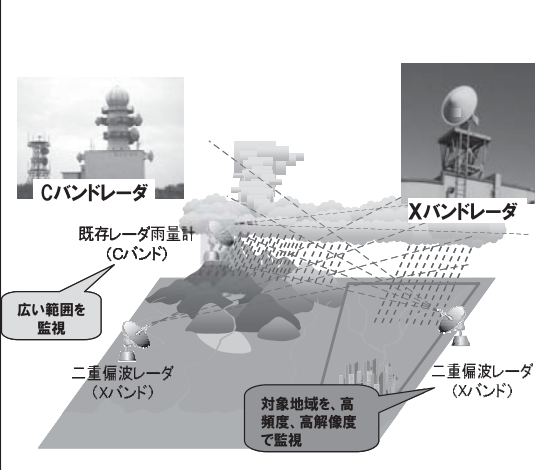 Cバンドレーダ
Xバンドレーダ
既存レーダ雨量計
(Cバンド)
広い範囲を
監視
二重偏波レーダ
(Xバンド)
対象地域を、高
頻度、高解像度
で監視
二重偏波レーダ
(Xバンド)